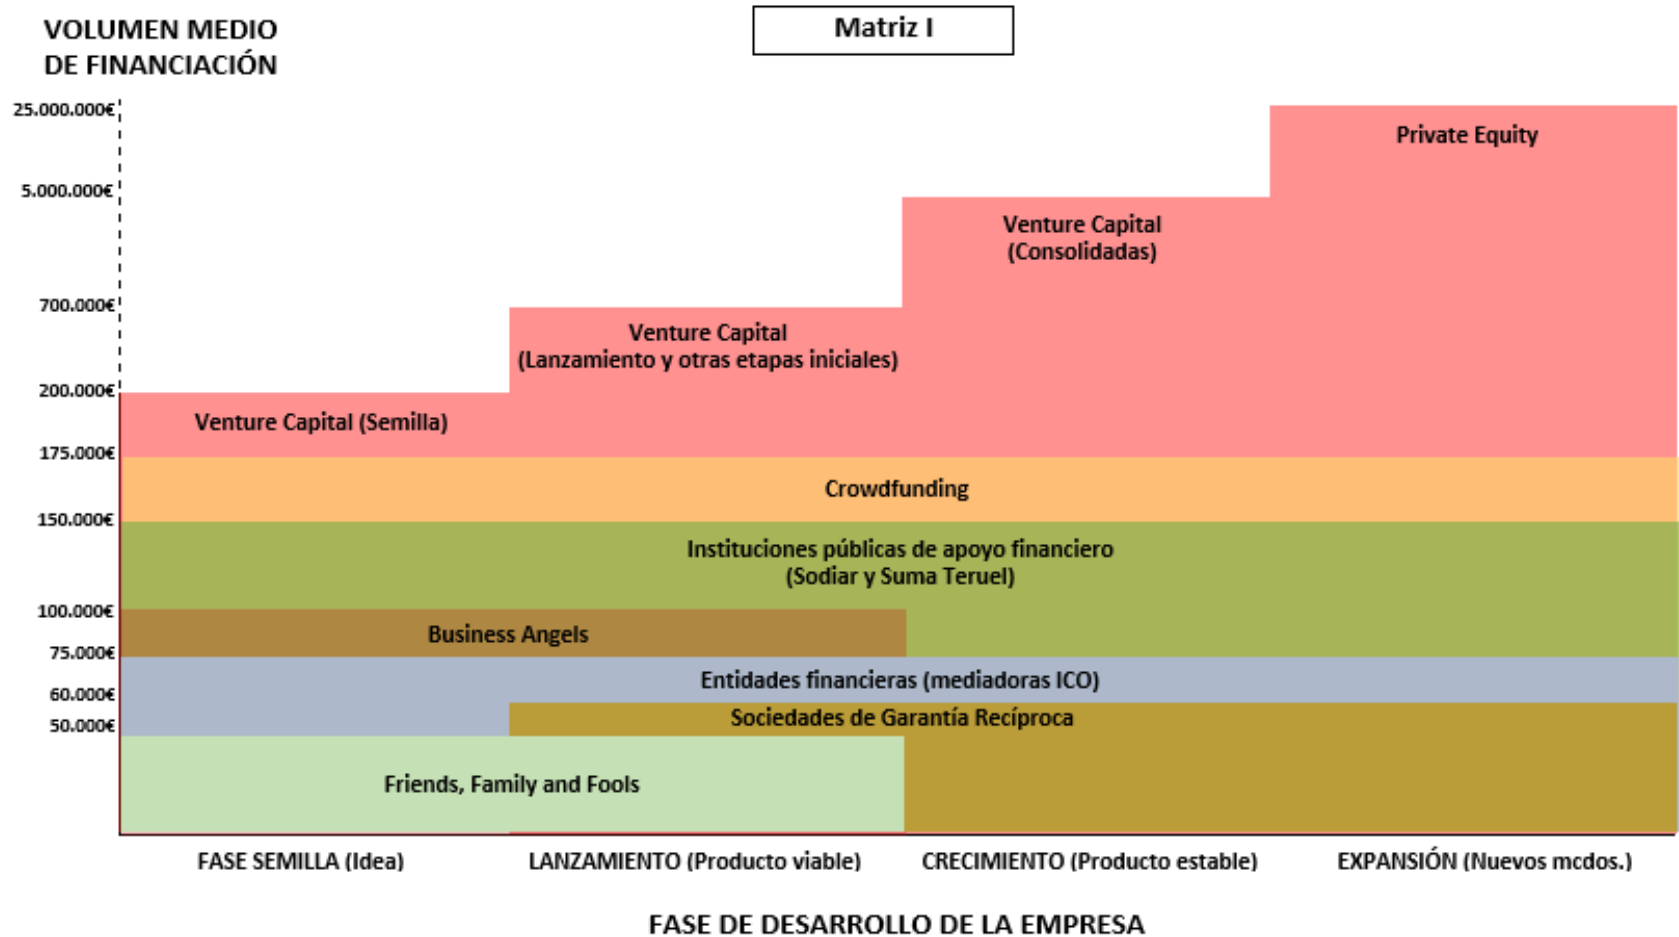 VOLUMEN MEDIO
DE FINANCIACIÓN
Matriz I
25.000.000€
Private Equity
5.000.000€
Venture Capital
(Consolidadas)
700.000€
Venture Capital
(Lanzamiento y otras etapas iniciales)
200.000€
Venture Capital (Semilla)
175.000€
Crowdfunding
150.000€
Instituciones públicas de apoyo financiero
(Sodiar y Suma Teruel)
100.000€
Business Angels
75.000€
Entidades financieras (mediadoras ICO)
60.000€
Sociedades de Garantía Recíproca
50.000€
Friends, Family and Fools
FASE SEMILLA (Idea)
LANZAMIENTO (Producto viable)
CRECIMIENTO (Producto estable)
EXPANSIÓN (Nuevos mcdos.)
FASE DE DESARROLLO DE LA EMPRESA